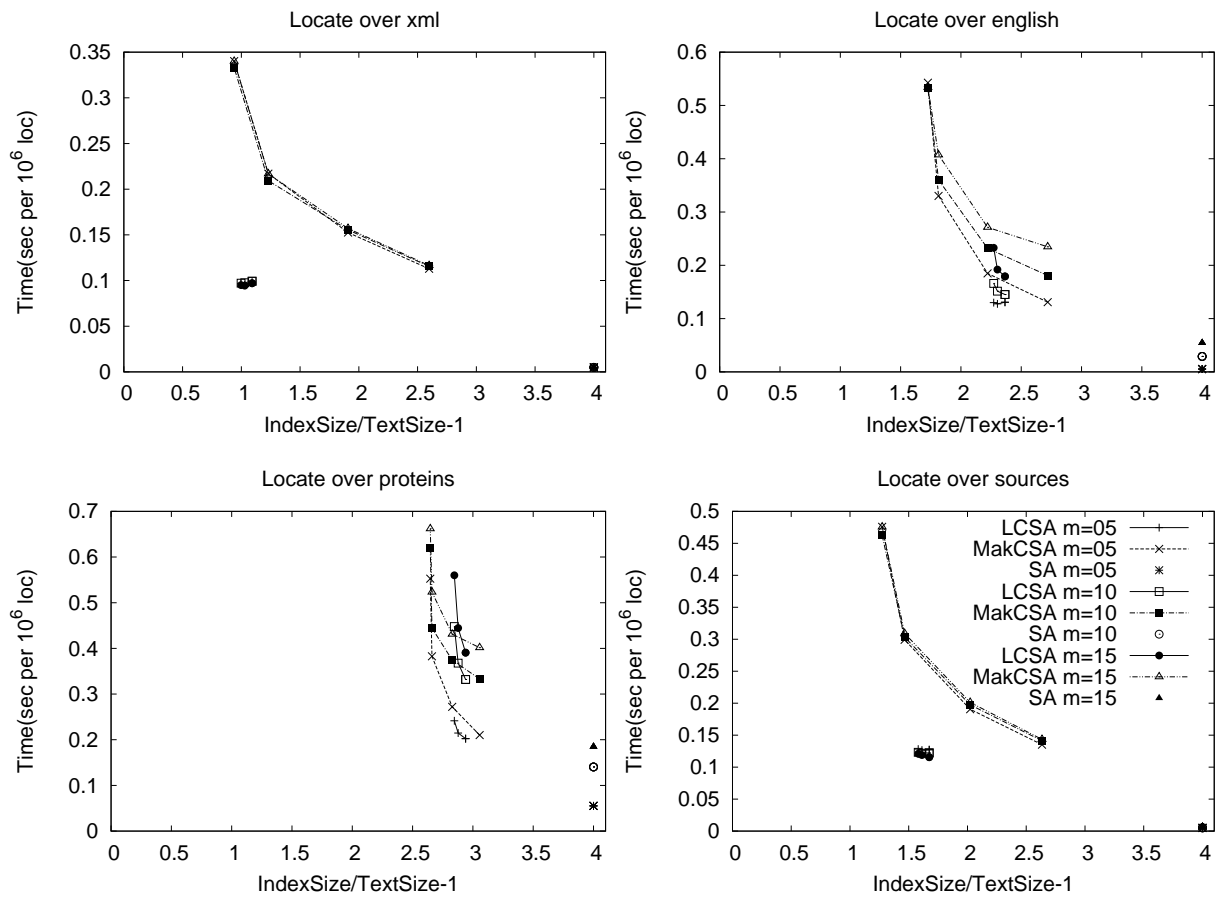 Locate over xml
0.35
0.3
0.25
0.2
0.15
0.1
0.05
0
Time(sec per 10^6 loc)
0 0.5 1 1.5 2 2.5 3 3.5 4
IndexSize/TextSize-1
Locate over english
0.6
0.5
0.4
0.3
0.2
0.1
0
Time(sec per 10^6 loc)
0 0.5 1 1.5 2 2.5 3 3.5 4
IndexSize/TextSize-1
Locate over proteins
0.7
0.6
0.5
0.4
0.3
0.2
0.1
0
Time(sec per 10^6 loc)
0 0.5 1 1.5 2 2.5 3 3.5 4
IndexSize/TextSize-1
Locate over sources
0.5
0.45
0.4
0.35
0.3
0.25
0.2
0.15
0.1
0.05
0
Time(sec per 10^6 loc)
LCSA m=05
MakCSA m=05
SA m=05
LCSA m=10
MakCSA m=10
SA m=10
LCSA m=15
MakCSA m=15
SA m=15
0 0.5 1 1.5 2 2.5 3 3.5 4
IndexSize/TextSize-1